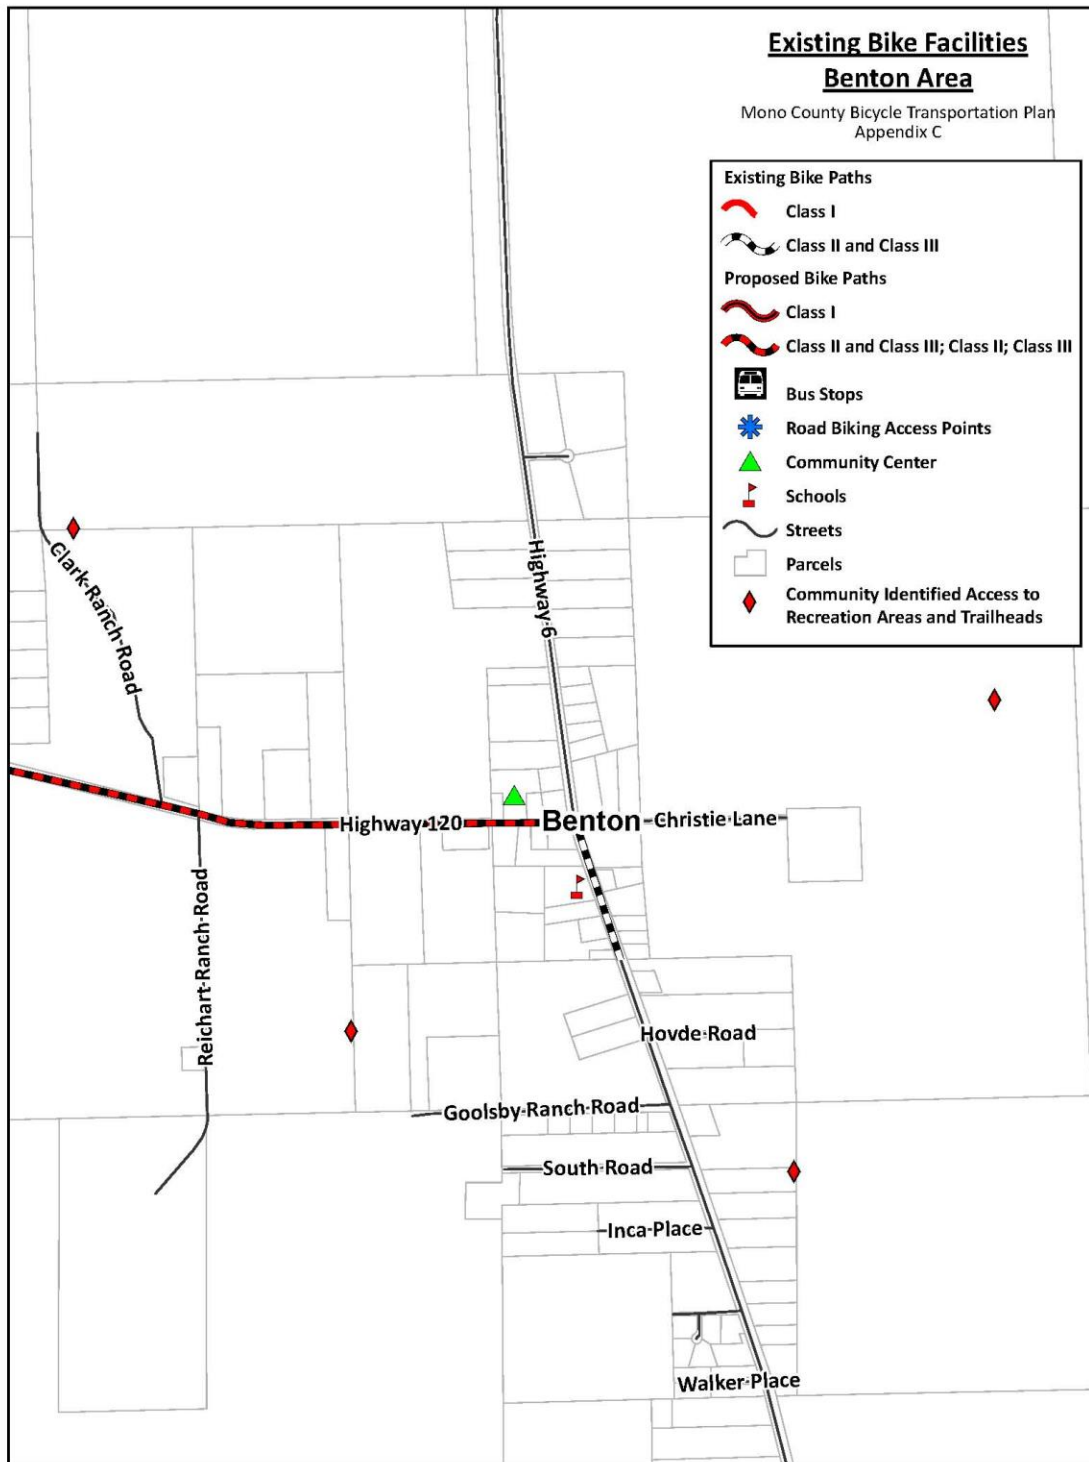 Existing Bike Facilities
Benton Area
Mono County Bicycle Transportation Plan
Appendix C
Existing Bike Paths
Class I
Class II and Class III
Proposed Bike Paths
Class I
Class II and Class III; Class II; Class III
Bus Stops
Road Biking Access Points
Community Center
Schools
Streets
Parcels
Community Identified Access to
Recreation Areas and Trailheads
Highway 6
Clark Ranch Road
Highway 120
Benton
Christie Lane
Reichart Ranch Road
Hovde Road
Goolsby Ranch Road
South Road
Inca Place
Walker Place